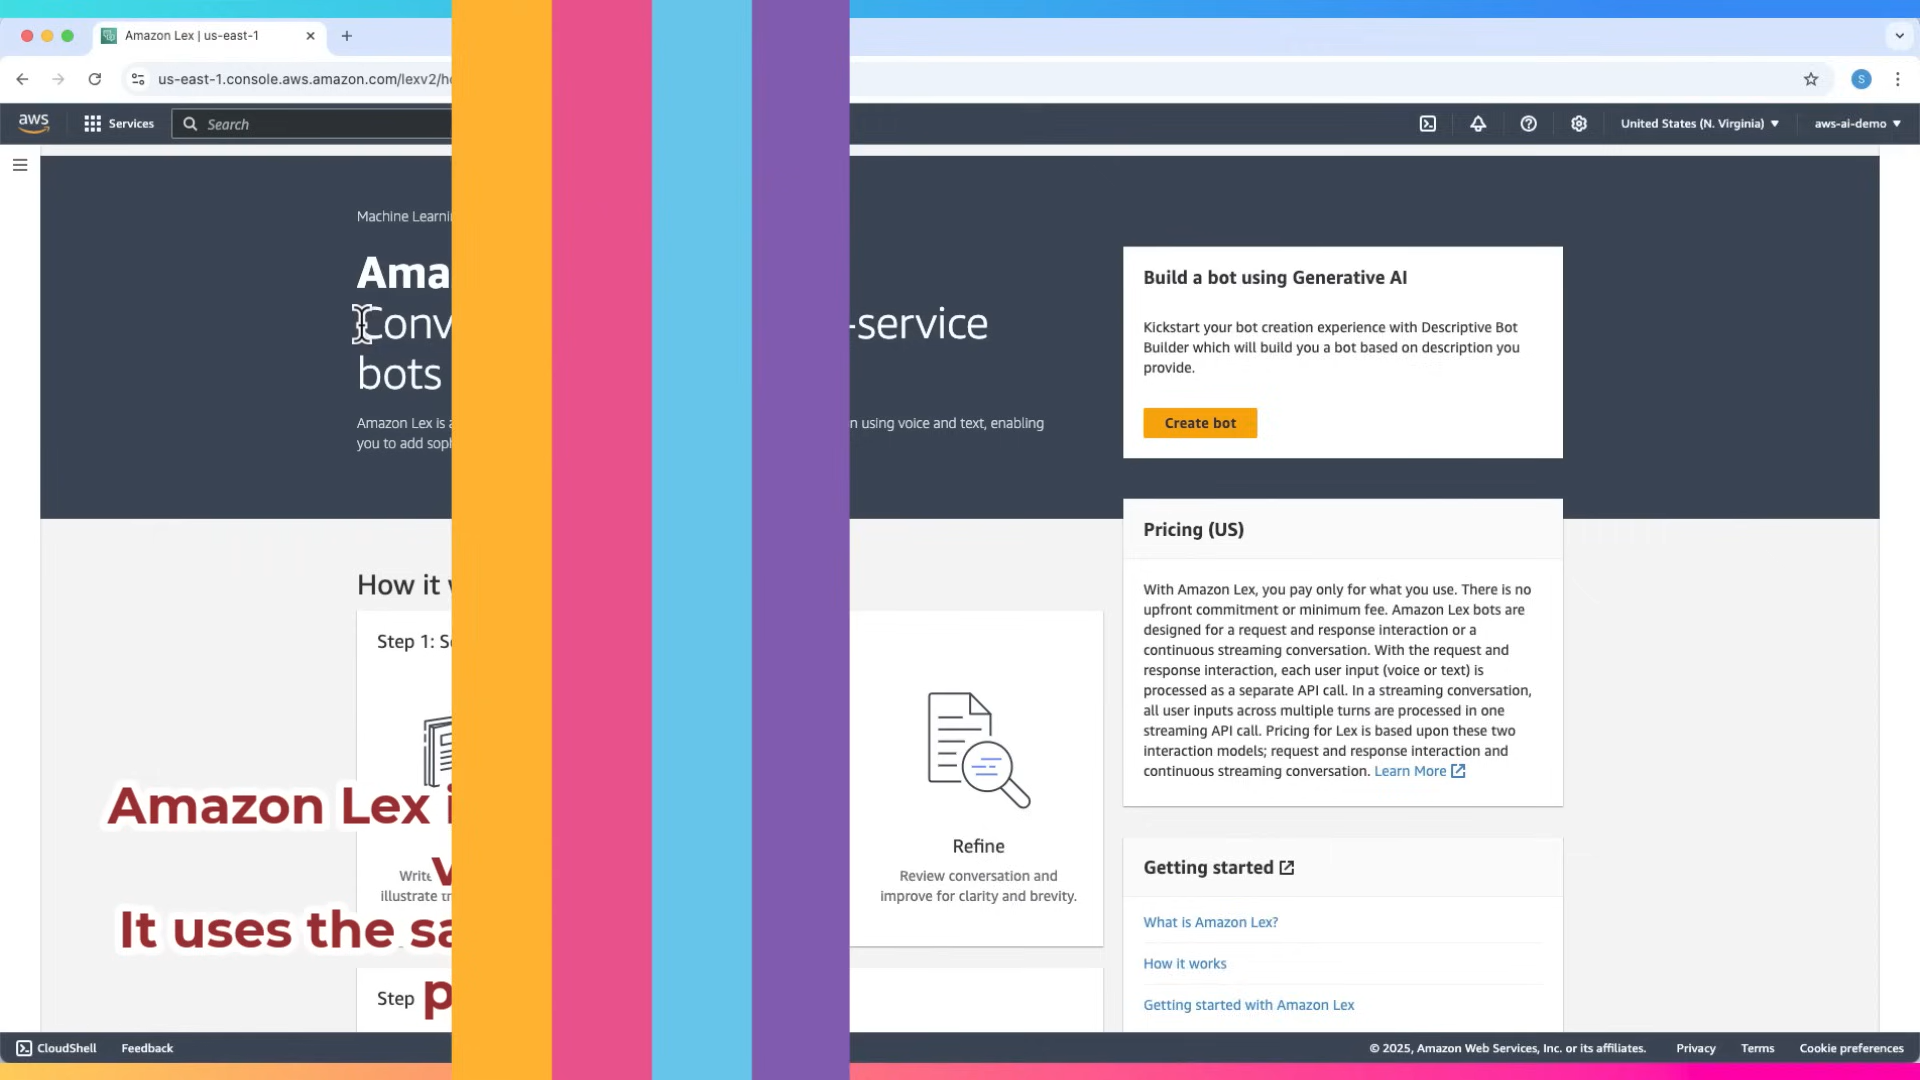 Amazon Lex | us-east-1
us-east-1.console.aws.amazon.com/lexv2/h
aws
Services
Search
United States (N. Virginia)
aws-ai-demo
S
Machine
-service
bots
Amazon Lex is
n using voice and text, enabling
you to add
Build a bot using Generative AI
Kickstart your bot creation experience with Descriptive Bot
Builder which will build you a bot based on description you
provide.
Create bot
How it
Step 1:
Refine
Review conversation and
improve for clarity and brevity.
Write
illustrate
Step
Amazon Lex
It uses the
Pricing (US)
With Amazon Lex, you pay only for what you use. There is no
upfront commitment or minimum fee. Amazon Lex bots are
designed for a request and response interaction or a
continuous streaming conversation. With the request and
response interaction, each user input (voice or text) is
processed as a separate API call. In a streaming conversation,
all user inputs across multiple turns are processed in one
streaming API call. Pricing for Lex is based upon these two
interaction models; request and response interaction and
continuous streaming conversation. Learn More
Getting started
What is Amazon Lex?
How it works
Getting started with Amazon Lex
CloudShell
Feedback
© 2025, Amazon Web Services, Inc. or its affiliates.
Privacy
Terms
Cookie preferences